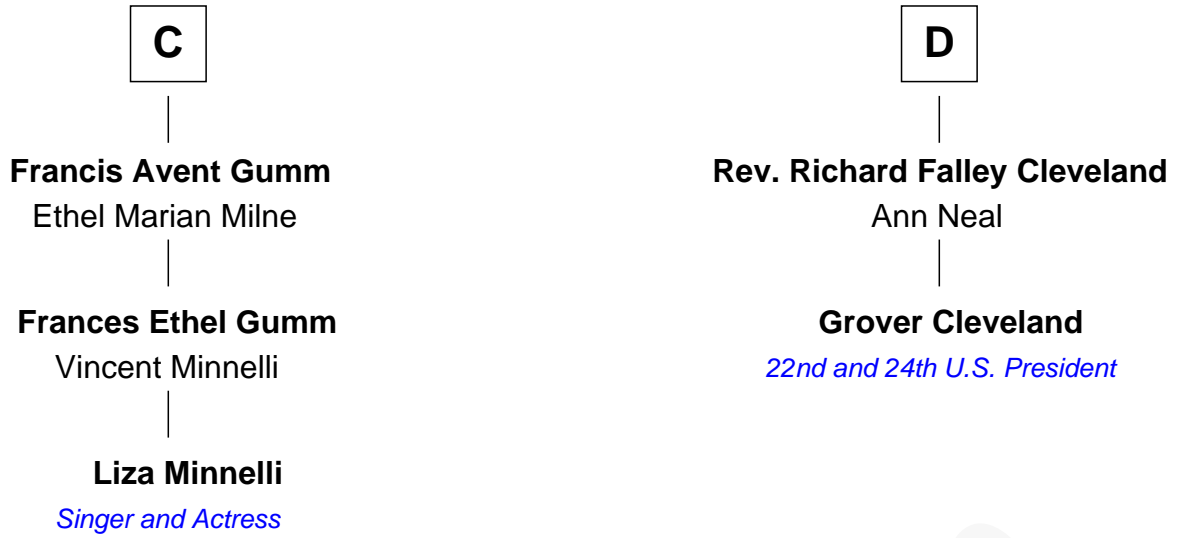 C
Francis Avent Gumm
Ethel Marian Milne
Frances Ethel Gumm
Vincent Minnelli
Liza Minnelli
Singer and Actress
D
Rev. Richard Falley Cleveland
Ann Neal
Grover Cleveland
22nd and 24th U.S. President